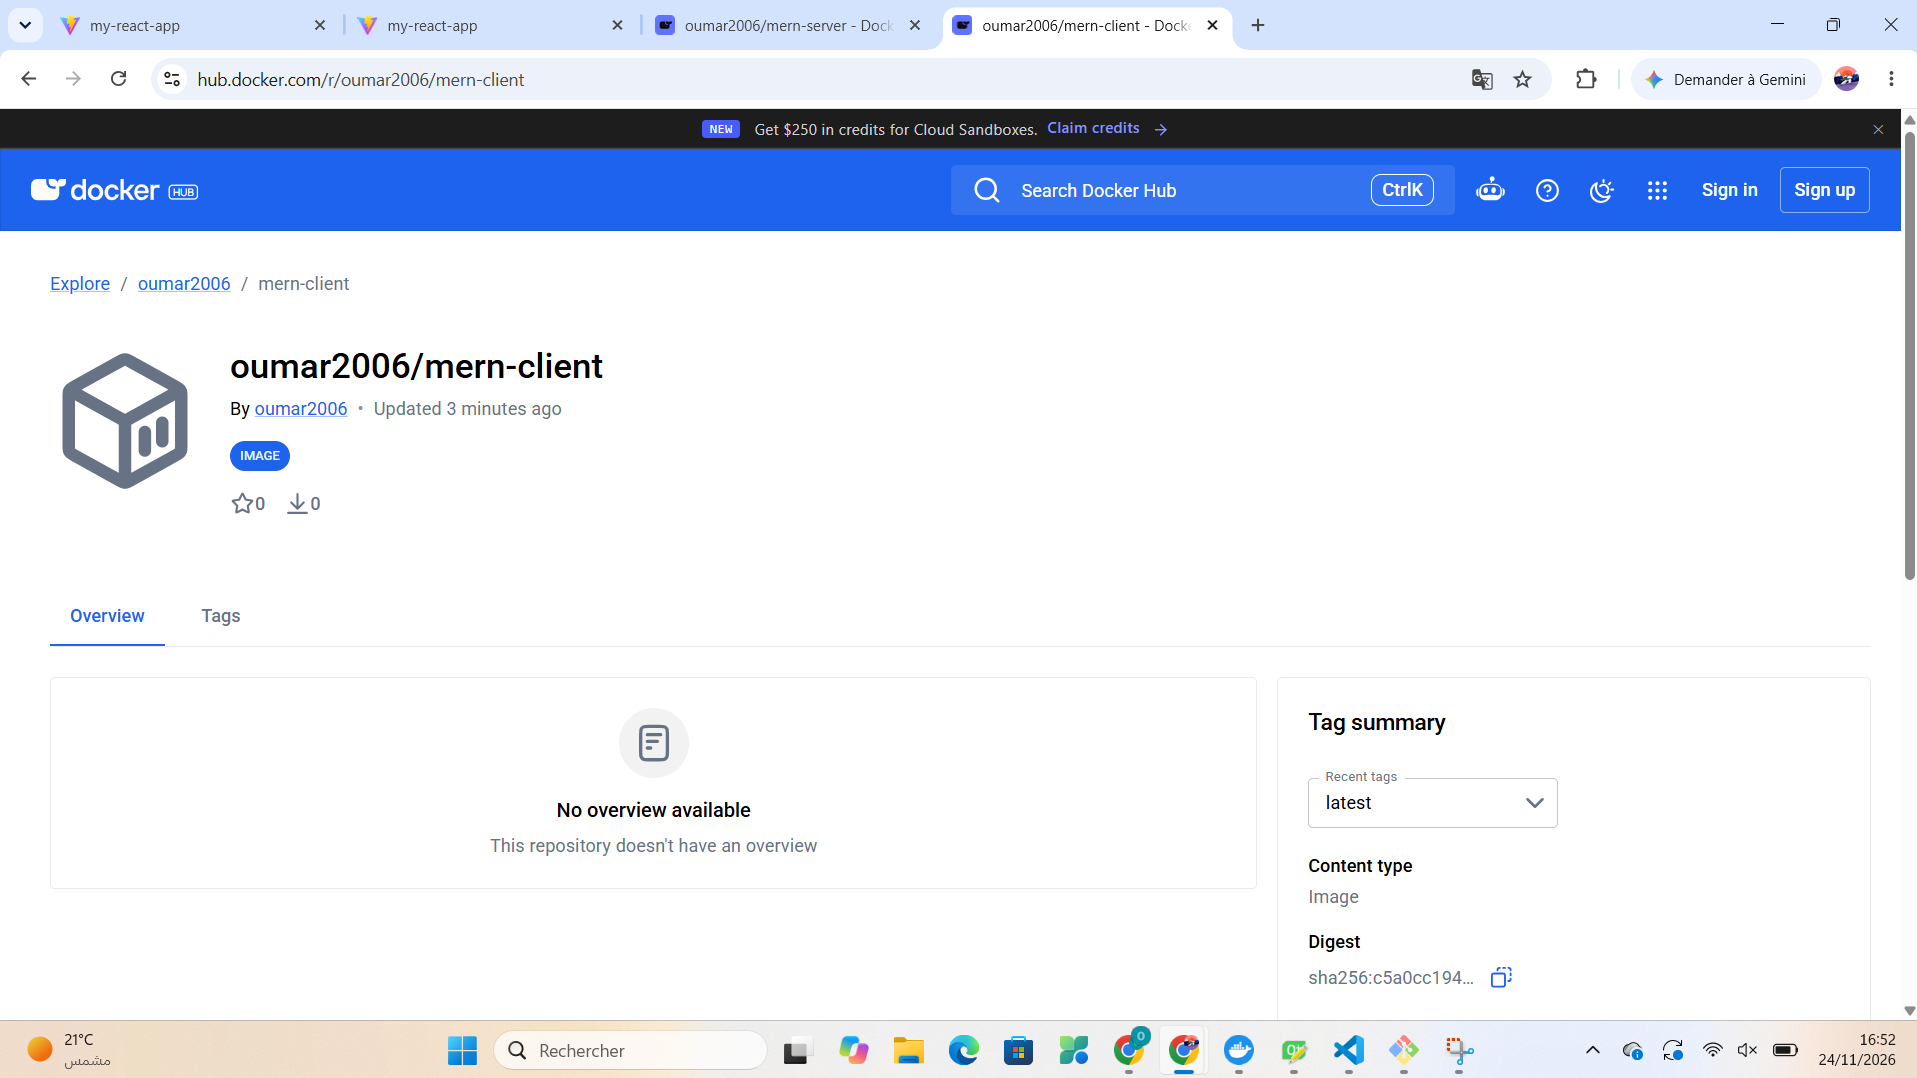 my-react-app
my-react-app
oumar2006/mern-server - Dock
oumar2006/mern-client - Docke
hub.docker.com/r/oumar2006/mern-client
Demander à Gemini
NEW Get $250 in credits for Cloud Sandboxes. Claim credits →
docker HUB
Search Docker Hub
CtrlK
Sign in
Sign up
Explore / oumar2006 / mern-client
oumar2006/mern-client
By oumar2006 • Updated 3 minutes ago
IMAGE
0 0
Overview
Tags
No overview available
This repository doesn't have an overview
Tag summary
Recent tags
latest
Content type
Image
Digest
sha256:c5a0cc194...
21°C
مشمس
Rechercher
0
16:52
24/11/2026